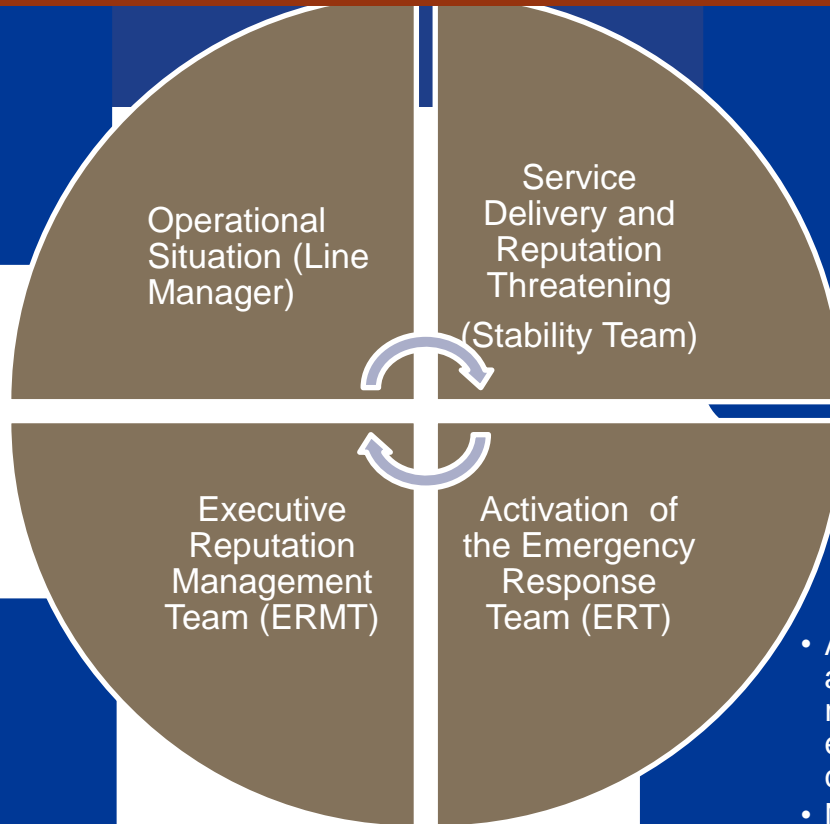 Operational
Situation (Line
Manager)
Service
Delivery and
Reputation
Threatening
(Stability Team)
Executive
Reputation
Management
Team (ERMT)
Activation of
the Emergency
Response
Team (ERT)